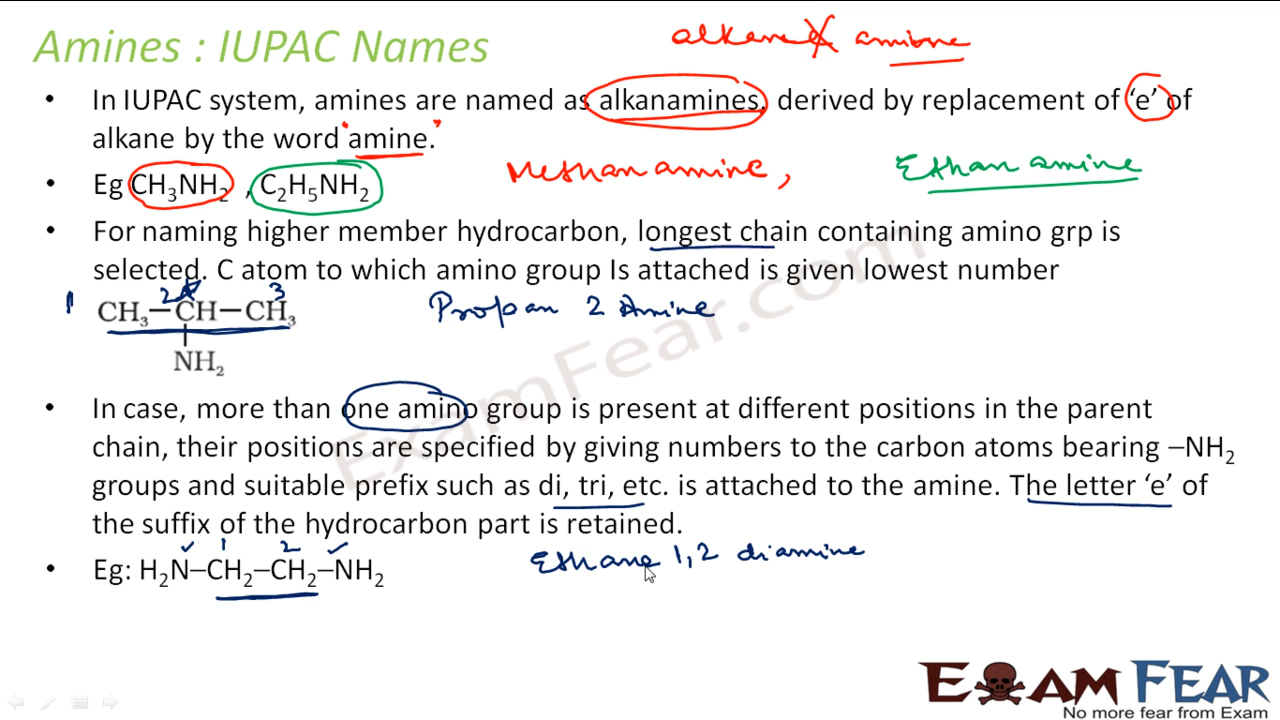 Amines : IUPAC Names
alkane amine
• In IUPAC system, amines are named as alkanamines, derived by replacement of ‘e’ of
alkane by the word "amine."
• Eg CH₃NH₂ , C₂H₅NH₂
Methanamine, Ethanamine
• For naming higher member hydrocarbon, longest chain containing amino grp is
selected. C atom to which amino group Is attached is given lowest number
1 2 3
CH₃–CH–CH₃ Propan 2 Amine
NH₂
• In case, more than one amino group is present at different positions in the parent
chain, their positions are specified by giving numbers to the carbon atoms bearing –NH₂
groups and suitable prefix such as di, tri, etc. is attached to the amine. The letter ‘e’ of
the suffix of the hydrocarbon part is retained.
1 2
• Eg: H₂N–CH₂–CH₂–NH₂ Ethane 1,2 diamine
ExamFear.com
EXAM FEAR
No more fear from Exam